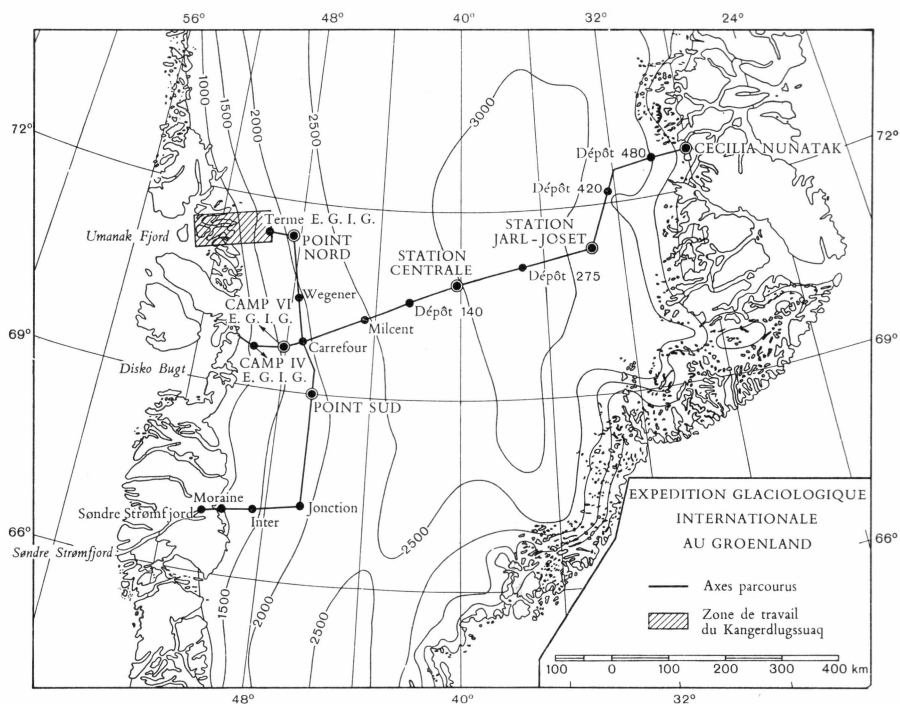 56° 48° 40° 32° 24°
1000
1500
2000
2500
3000
72°
72°
Dépôt 480
CECILIA NUNATAK
Dépôt 420
Umanak Fjord
Terme E. G. I. G.
POINT
NORD
STATION
JARL-JOSET
STATION
CENTRALE
Dépôt 275
Wegener
CAMP VI
E. G. I. G.
Dépôt 140
Milcent
69°
69°
Carrefour
Disko Bugt
CAMP IV
E. G. I. G.
POINT SUD
Moraine
Søndre Strømfjord
Inter
Jonction
66°
66°
Søndre Strømfjord
2500
1500
2000
2500
EXPEDITION GLACIOLOGIQUE
INTERNATIONALE
AU GROENLAND
Axes parcourus
Zone de travail
du Kangerdlugssuaq
100 0 100 200 300 400 km
48° 40° 32°